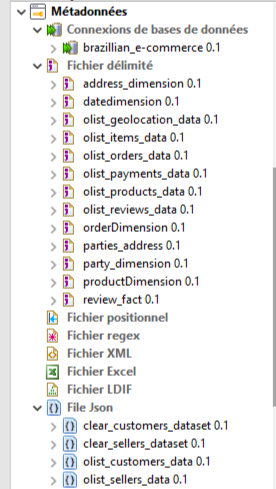 Métadonnées
Connexions de bases de données
brazillian_e-commerce 0.1
Fichier délimité
address_dimension 0.1
datedimension 0.1
olist_geolocation_data 0.1
olist_items_data 0.1
olist_orders_data 0.1
olist_payments_data 0.1
olist_products_data 0.1
olist_reviews_data 0.1
orderDimension 0.1
parties_address 0.1
party_dimension 0.1
productDimension 0.1
review_fact 0.1
Fichier positionnel
Fichier regex
Fichier XML
Fichier Excel
Fichier LDIF
File Json
clear_customers_dataset 0.1
clear_sellers_dataset 0.1
olist_customers_data 0.1
olist_sellers_data 0.1